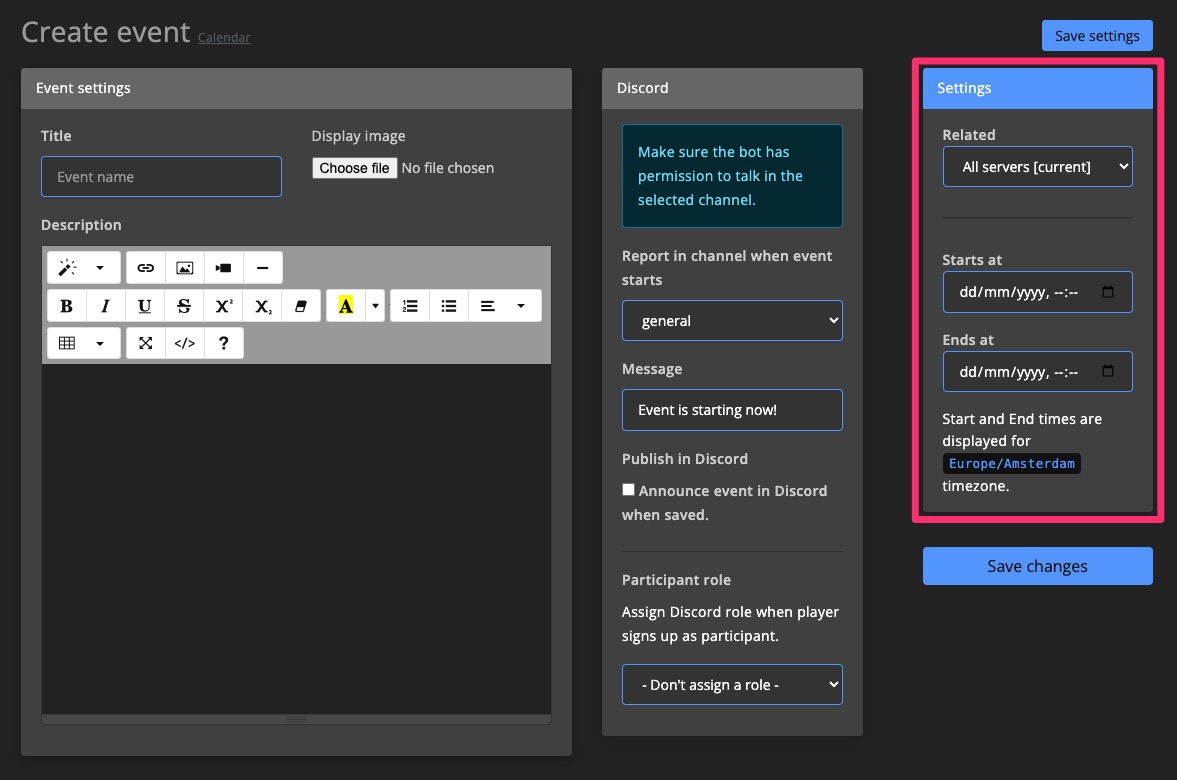 Create event Calendar
Save settings
Event settings
Title
Event name
Display image
Choose file No file chosen
Description
B I U S X² X₂ A
</> ?
Discord
Make sure the bot has
permission to talk in the
selected channel.
Report in channel when event
starts
general
Message
Event is starting now!
Publish in Discord
Announce event in Discord
when saved.
Participant role
Assign Discord role when player
signs up as participant.
- Don't assign a role -
Settings
Related
All servers [current]
Starts at
dd/mm/yyyy, --:--
Ends at
dd/mm/yyyy, --:--
Start and End times are
displayed for
Europe/Amsterdam
timezone.
Save changes